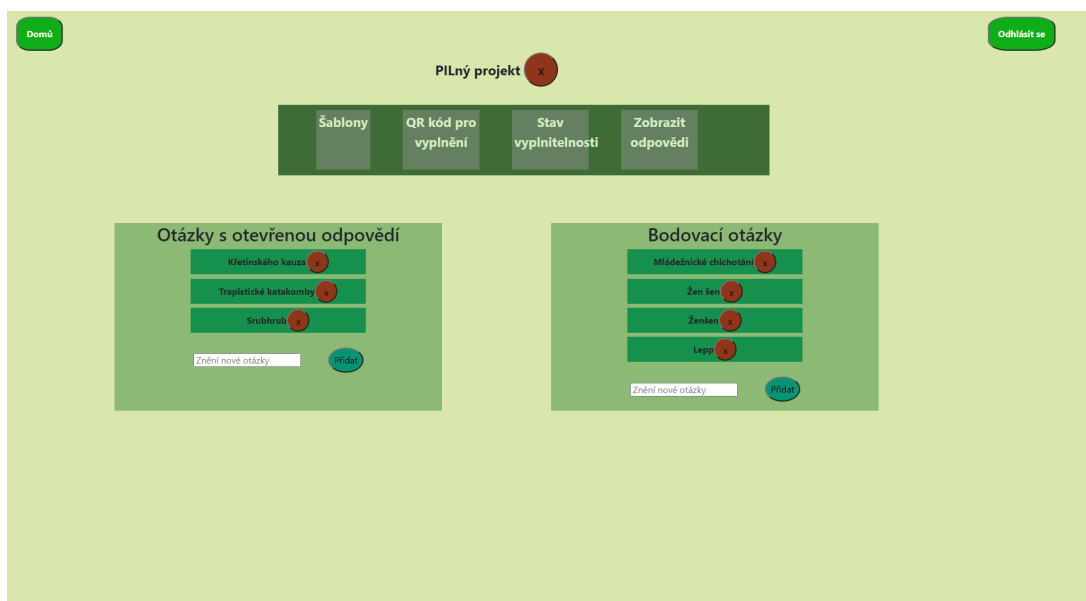 Domů
Odhlásit se
PILný projekt x
Šablony
QR kód pro
vyplnění
Stav
vyplnitelnosti
Zobrazit
odpovědi
Otázky s otevřenou odpovědí
Křetínského kauza x
Trapistické katakomby x
Srubhrub x
Znění nové otázky
Přidat
Bodovací otázky
Mládežnické chichotání x
Žen šen x
Ženšen x
Lepp x
Znění nové otázky
Přidat